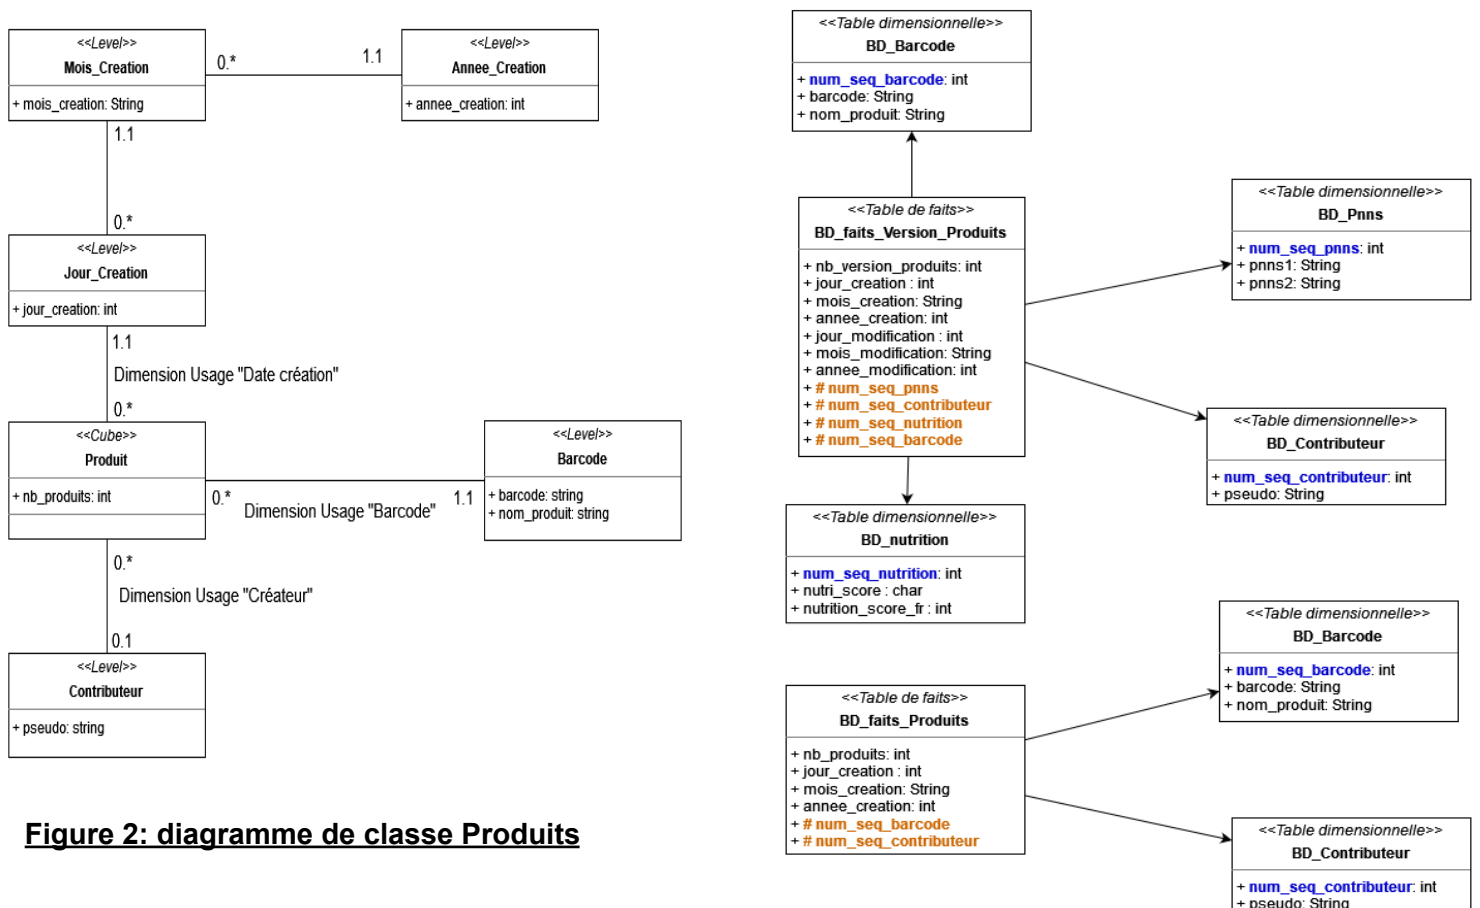 <<Level>>
Mois_Creation
+ mois_creation: String
0.*
1.1
<<Level>>
Annee_Creation
+ annee_creation: int
1.1
0.*
<<Level>>
Jour_Creation
+ jour_creation: int
1.1
Dimension Usage "Date création"
0.*
<<Cube>>
Produit
+ nb_produits: int
0.*
Dimension Usage "Barcode"
1.1
<<Level>>
Barcode
+ barcode: string
+ nom_produit: string
0.*
Dimension Usage "Créateur"
0.1
<<Level>>
Contributeur
+ pseudo: string
Figure 2: diagramme de classe Produits
<<Table dimensionnelle>>
BD_Barcode
+ num_seq_barcode: int
+ barcode: String
+ nom_produit: String
<<Table de faits>>
BD_faits_Version_Produits
+ nb_version_produits: int
+ jour_creation : int
+ mois_creation: String
+ annee_creation: int
+ jour_modification : int
+ mois_modification: String
+ annee_modification: int
+ # num_seq_pnns
+ # num_seq_contributeur
+ # num_seq_nutrition
+ # num_seq_barcode
<<Table dimensionnelle>>
BD_Pnns
+ num_seq_pnns: int
+ pnns1: String
+ pnns2: String
<<Table dimensionnelle>>
BD_Contributeur
+ num_seq_contributeur: int
+ pseudo: String
<<Table dimensionnelle>>
BD_nutrition
+ num_seq_nutrition: int
+ nutri_score : char
+ nutrition_score_fr : int
<<Table de faits>>
BD_faits_Produits
+ nb_produits: int
+ jour_creation : int
+ mois_creation: String
+ annee_creation: int
+ # num_seq_barcode
+ # num_seq_contributeur
<<Table dimensionnelle>>
BD_Barcode
+ num_seq_barcode: int
+ barcode: String
+ nom_produit: String
<<Table dimensionnelle>>
BD_Contributeur
+ num_seq_contributeur: int
+ pseudo: String